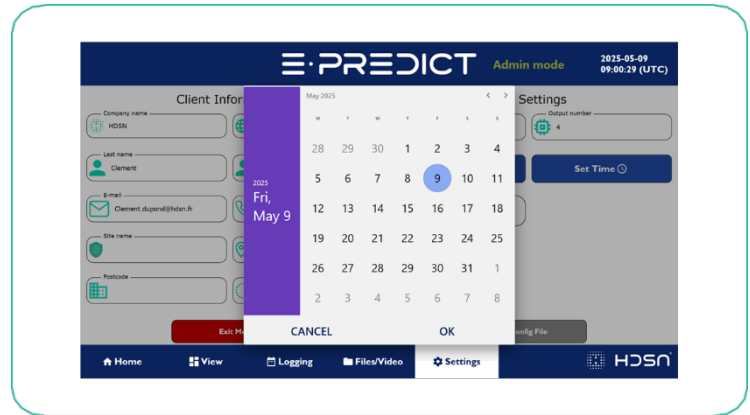 E·PREDICT
Admin mode
2025-05-09
09:00:29 (UTC)
Client Infor
Settings
Company name
HDSN
Output number
4
Last name
Clement
Set Time
E-mail
Clement.dupond@hdsn.fr
Site name
Postcode
2025
Fri,
May 9
May 2025
M T W T F S S
28 29 30 1 2 3 4
5 6 7 8 9 10 11
12 13 14 15 16 17 18
19 20 21 22 23 24 25
26 27 28 29 30 31 1
2 3 4 5 6 7 8
CANCEL OK
Exit M
onfig File
Home View Logging Files/Video Settings
HDSN